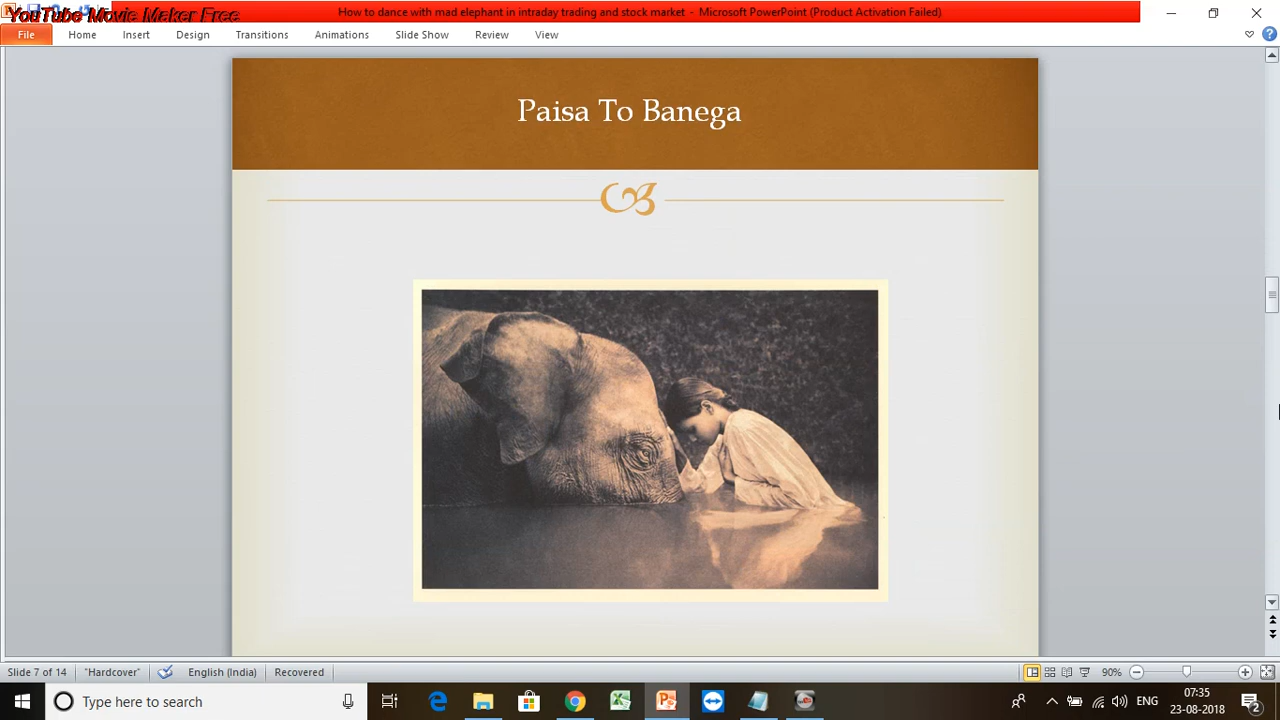 YouTube Movie Maker Free
How to dance with mad elephant in intraday trading and stock market - Microsoft PowerPoint (Product Activation Failed)
File Home Insert Design Transitions Animations Slide Show Review View
Paisa To Banega
Slide 7 of 14 "Hardcover" English (India) Recovered 90%
Type here to search ENG 07:35
23-08-2018 2